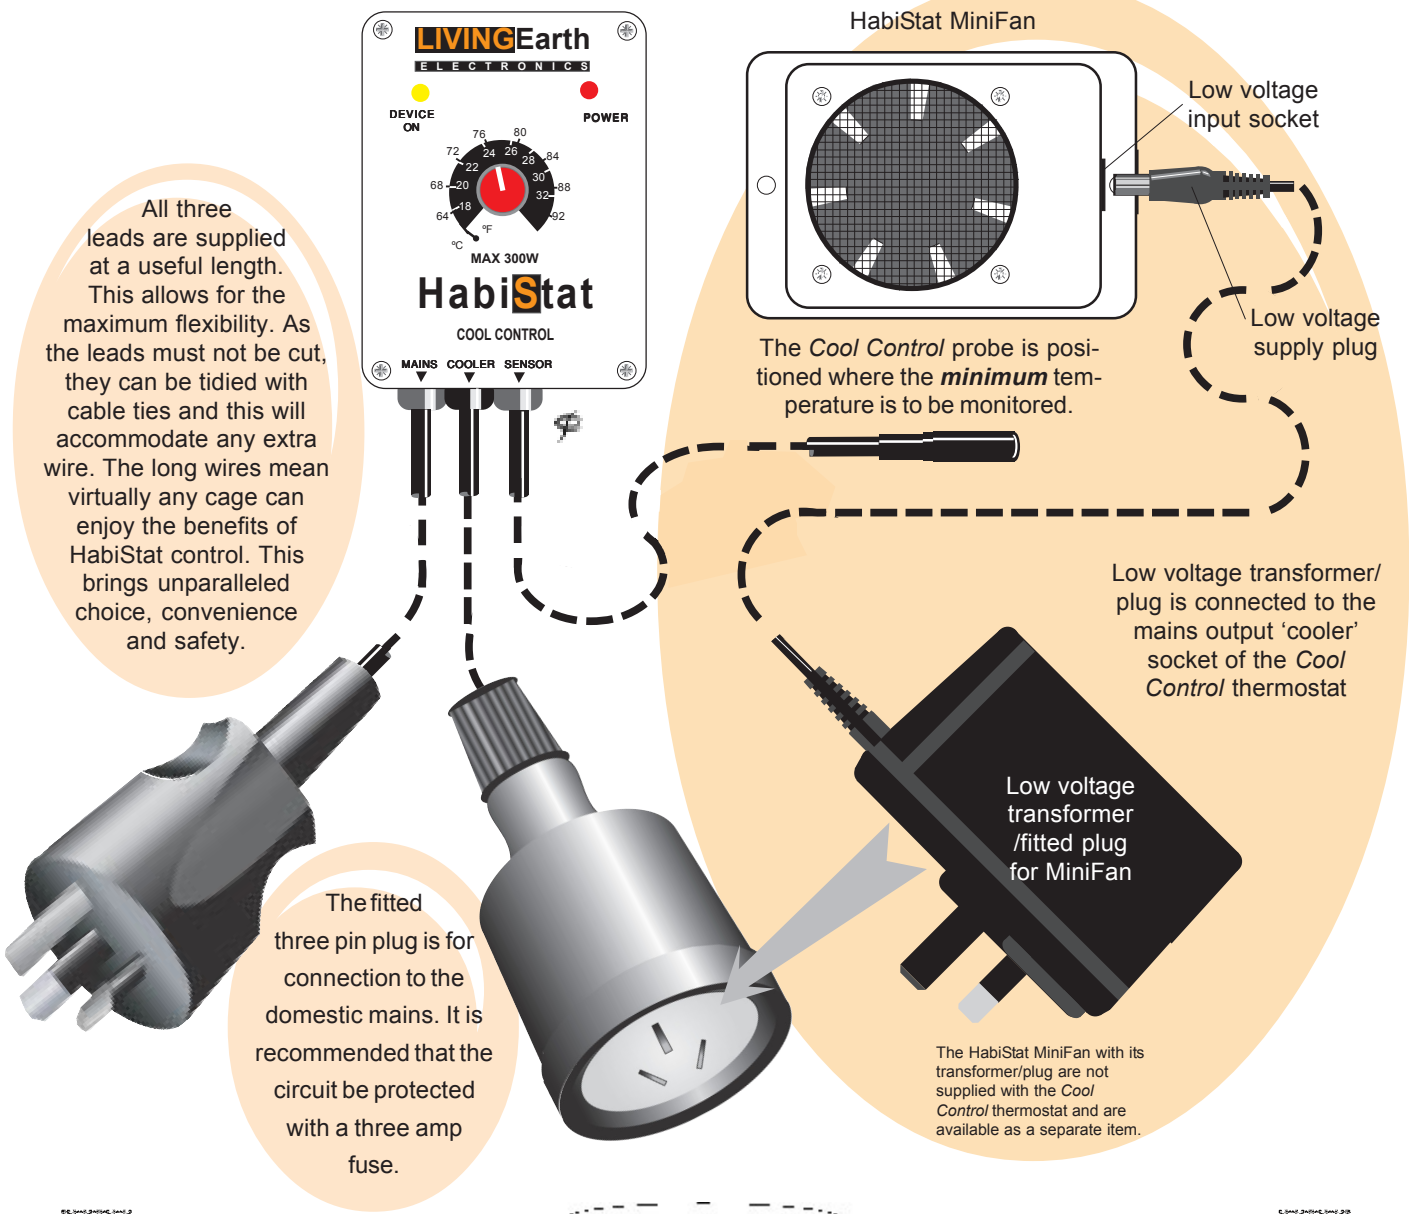 LIVINGEarth
ELECTRONICS
DEVICE
ON
POWER
64 68 72 76 80 84 88 92
18 20 22 24 26 28 30 32
ºC
ºF
MAX 300W
HabiStat
COOL CONTROL
MAINS COOLER SENSOR
HabiStat MiniFan
Low voltage
input socket
Low voltage
supply plug
All three
leads are supplied
at a useful length.
This allows for the
maximum flexibility. As
the leads must not be cut,
they can be tidied with
cable ties and this will
accommodate any extra
wire. The long wires mean
virtually any cage can
enjoy the benefits of
HabiStat control. This
brings unparalleled
choice, convenience
and safety.
The Cool Control probe is posi-
tioned where the minimum tem-
perature is to be monitored.
Low voltage transformer/
plug is connected to the
mains output ‘cooler’
socket of the Cool
Control thermostat
Low voltage
transformer
/fitted plug
for MiniFan
The fitted
three pin plug is for
connection to the
domestic mains. It is
recommended that the
circuit be protected
with a three amp
fuse.
The HabiStat MiniFan with its
transformer/plug are not
supplied with the Cool
Control thermostat and are
available as a separate item.